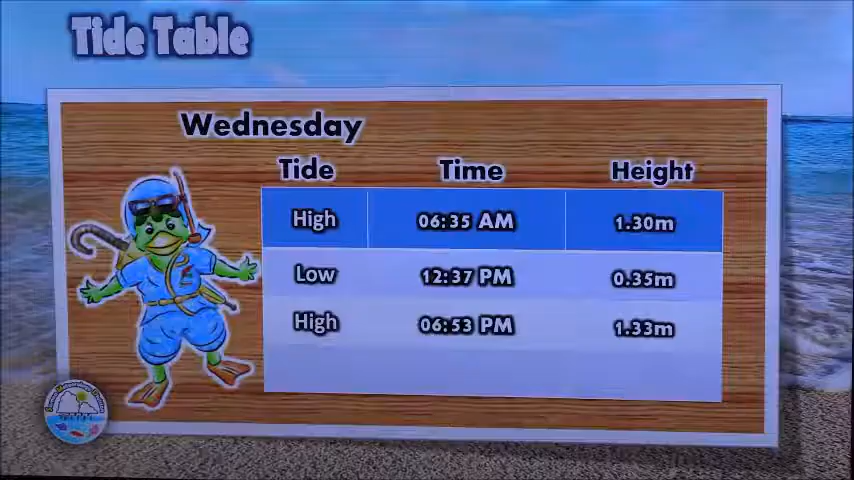 Tide Table
Wednesday
Tide Time Height
High 06:35 AM 1.30m
Low 12:37 PM 0.35m
High 06:53 PM 1.33m